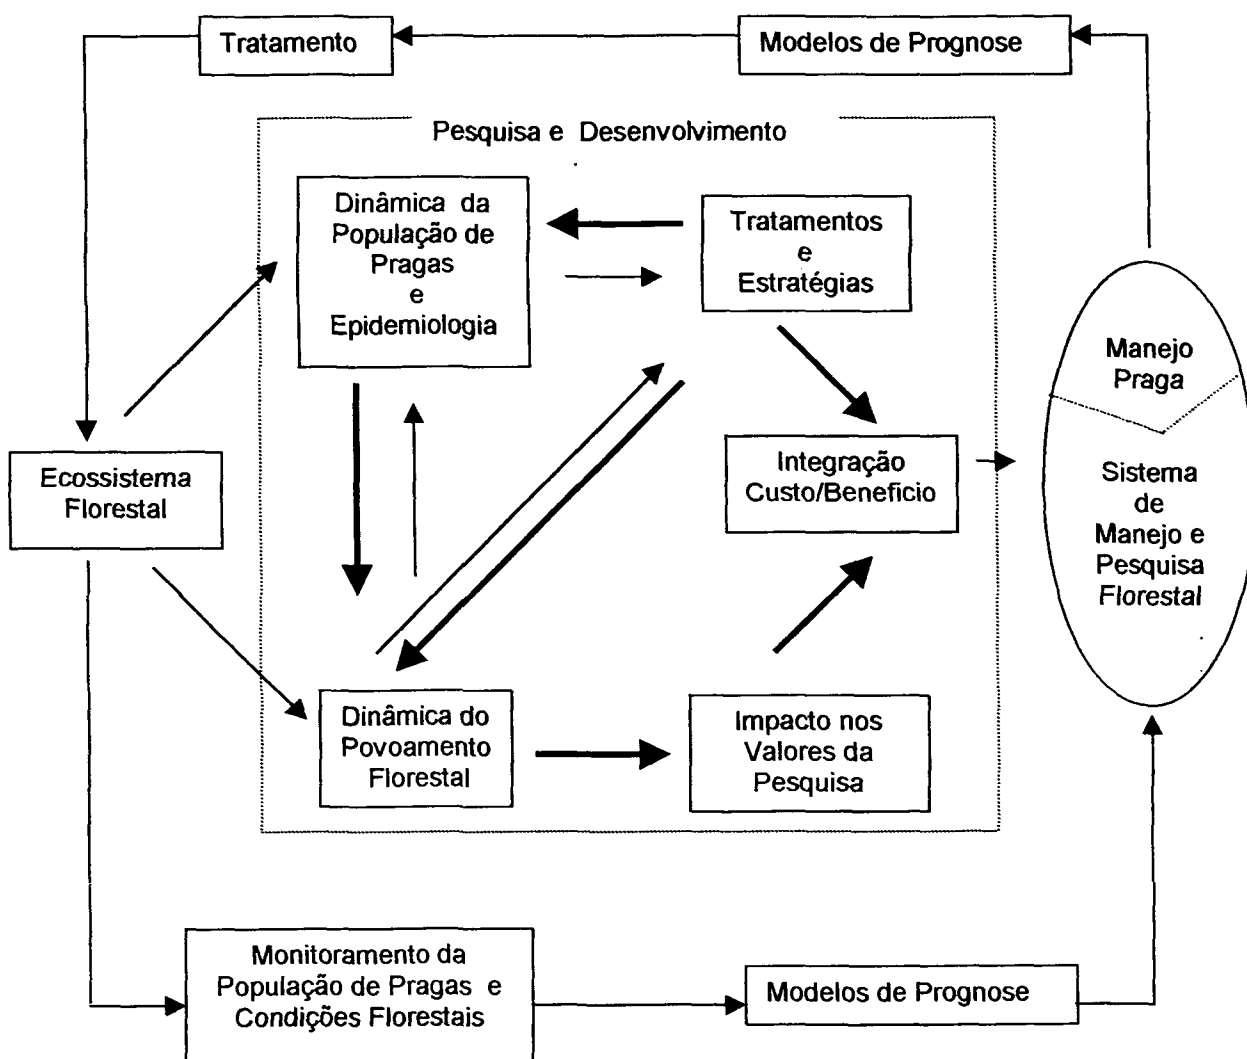 Tratamento
Modelos de Prognose
Pesquisa e Desenvolvimento
Dinâmica da
População de
Pragas
e
Epidemiologia
Tratamentos
e
Estratégias
Manejo
Praga
Ecossistema
Florestal
Integração
Custo/Beneficio
Sistema
de
Manejo e
Pesquisa
Florestal
Dinâmica do
Povoamento
Florestal
Impacto nos
Valores da
Pesquisa
Monitoramento da
População de Pragas e
Condições Florestais
Modelos de Prognose